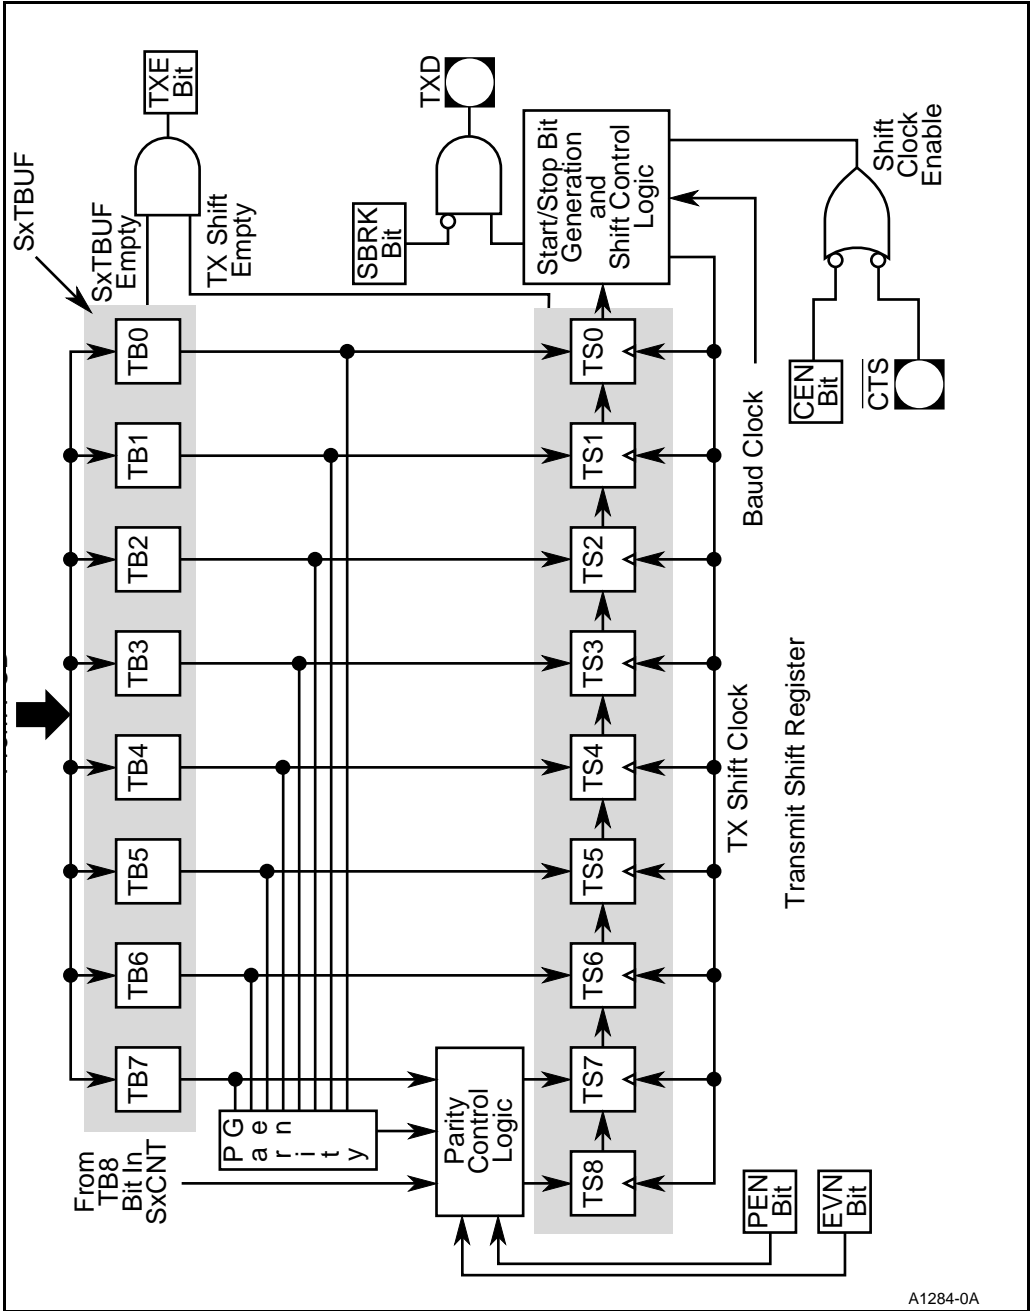 SxTBUF
TXE
Bit
SxTBUF
Empty
TX Shift
Empty
TXD
SBRK
Bit
Start/Stop Bit
Generation
and
Shift Control
Logic
Shift
Clock
Enable
CEN
Bit
CTS
Baud Clock
TB7
TB6
TB5
TB4
TB3
TB2
TB1
TB0
From
TB8
Bit In
SxCNT
Parity
Gen
Parity
Control
Logic
TS8
TS7
TS6
TS5
TS4
TS3
TS2
TS1
TS0
TX Shift Clock
Transmit Shift Register
PEN
Bit
EVN
Bit
A1284-0A